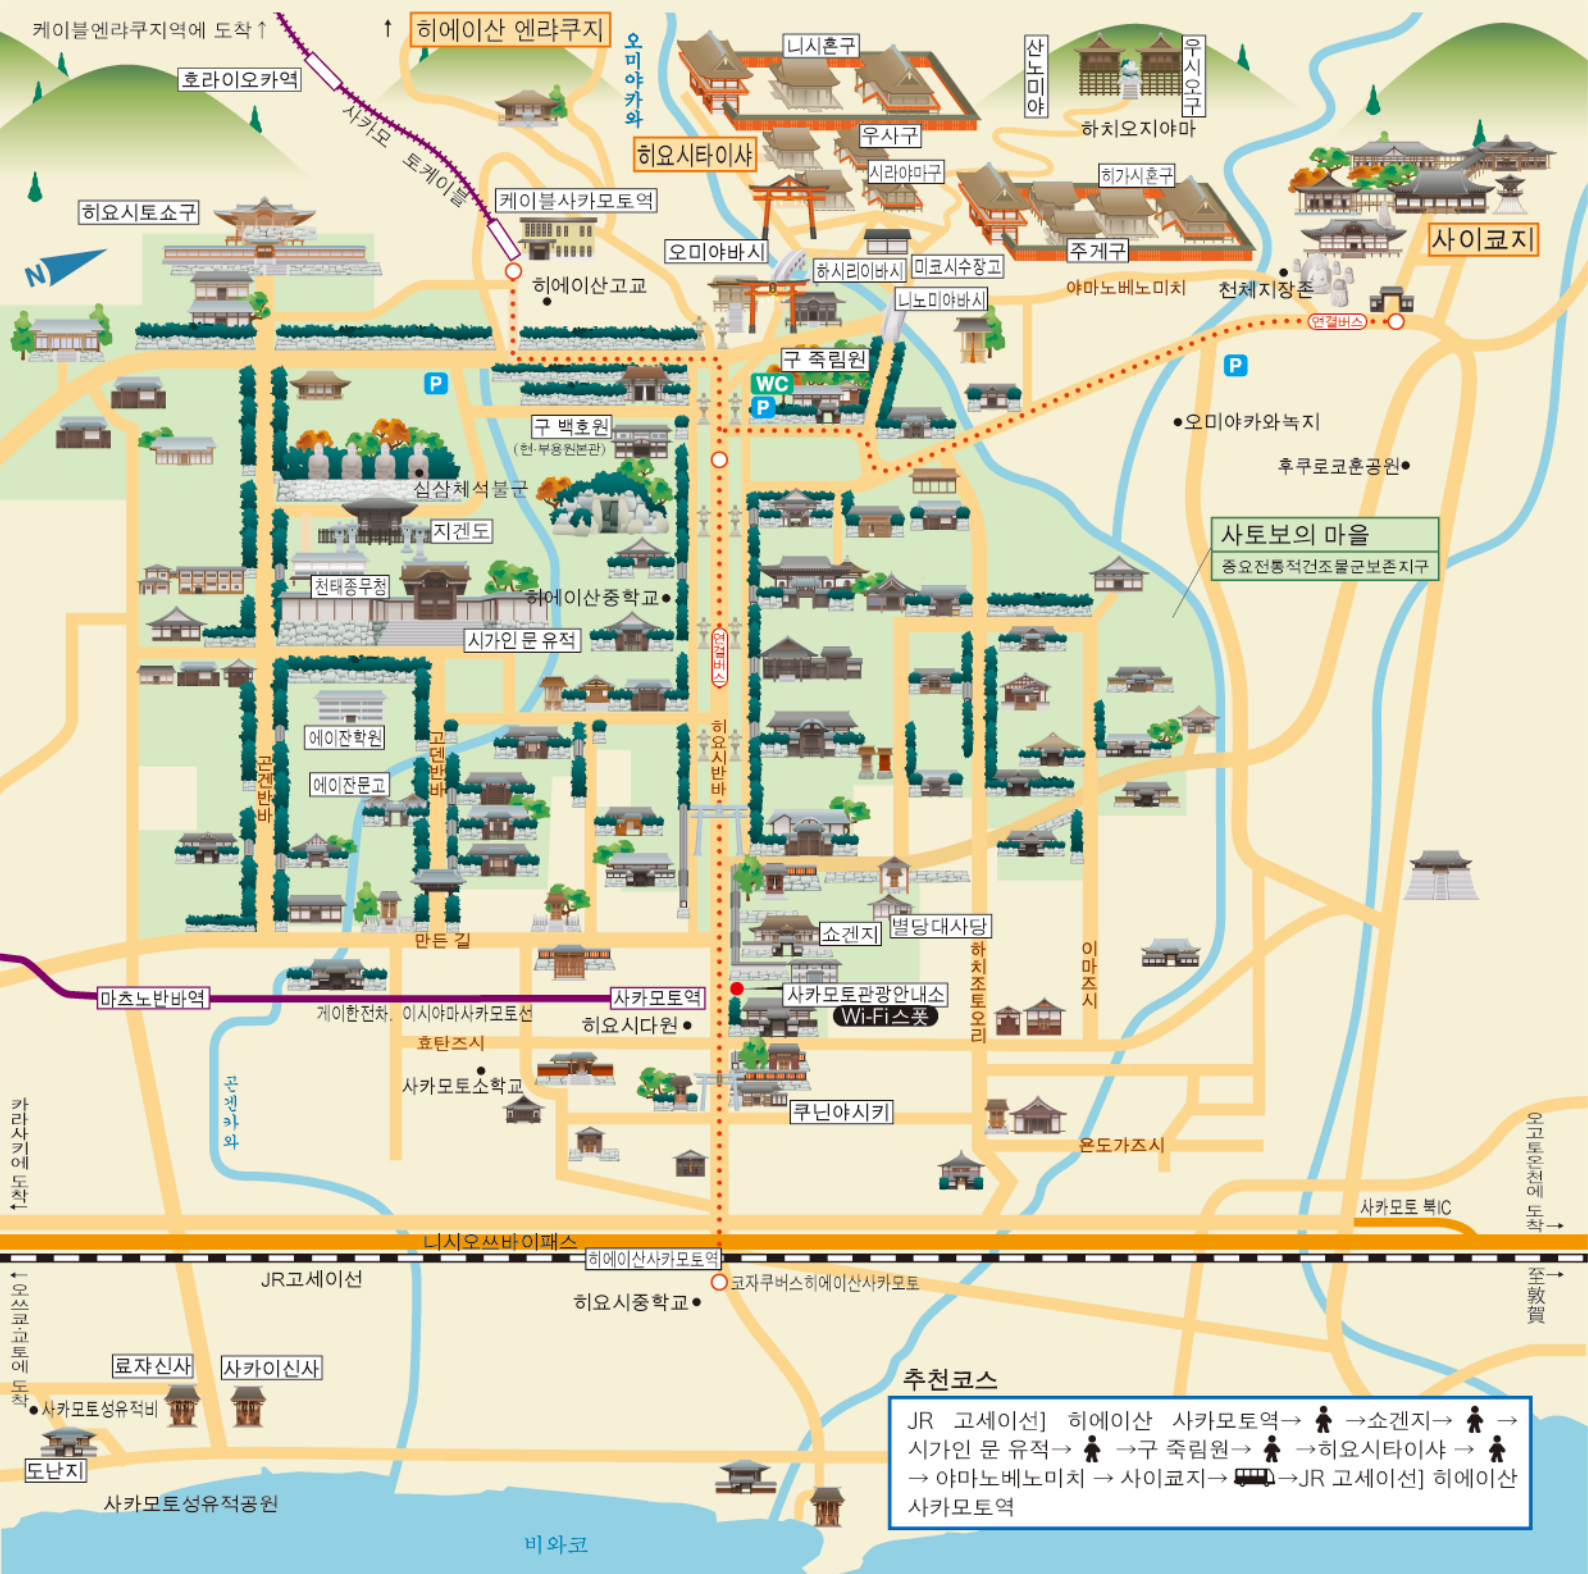 케이블엔랴쿠지역에 도착↑
↑
히에이산 엔랴쿠지
호라이오카역
사카모토케이블
오미야카와
니시혼구
우사구
시라야마구
히요시타이샤
산노미야
우시오구
하치오지야마
히요시토쇼구
N
케이블사카모토역
히에이산고교
오미야바시
하시리이바시
미코시수장고
니노미야바시
히가시혼구
주게구
야마노베노미치
천체지장존
사이쿄지
연결버스
P
P
구 죽림원
WC
P
구 백호원
(현·부용원본관)
오미야카와녹지
후쿠로코훈공원
십삼체석불군
지겐도
천태종무청
히에이산중학교
시가인 문 유적
사토보의 마을
중요전통적건조물군보존지구
연결버스
에이잔학원
에이잔문고
곤겐반바
고덴반바
히요시반바
만든 길
쇼겐지
별당대사당
하치조토오리
이마즈시
마츠노반바역
사카모토역
게이한전차. 이시야마사카모토선
사카모토관광안내소
Wi-Fi스폿
히요시다원
효탄즈시
사카모토소학교
곤겐카와
쿠닌야시키
욘도가즈시
카라사키에 도착←
오고토온천에 도착→
사카모토 북IC
니시오쓰바이패스
히에이산사카모토역
JR고세이선
코자쿠버스히에이산사카모토
히요시중학교
←오쓰쿄·교토에 도착
至敦賀→
료쟈신사
사카이신사
사카모토성유적비
도난지
사카모토성유적공원
비와코
추천코스
JR 고세이선] 히에이산 사카모토역→ →쇼겐지→ →
시가인 문 유적→ →구 죽림원→ →히요시타이샤 →
→ 야마노베노미치 → 사이쿄지→ →JR 고세이선] 히에이산
사카모토역